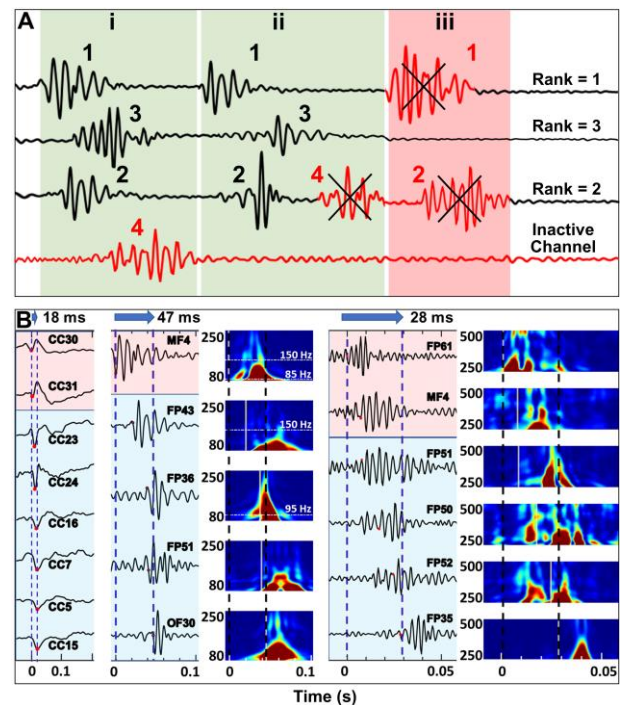 A i ii iii
1 1 1 Rank = 1
3 3 Rank = 3
2 2 4 2 Rank = 2
4 Inactive
Channel
B 18 ms 47 ms 28 ms
CC30
CC31
CC23
CC24
CC16
CC7
CC5
CC15
0 0.1
MF4
FP43
FP36
FP51
OF30
0 0.1
250
150 Hz
80 85 Hz
250
150 Hz
80
250
95 Hz
80
250
80
250
80
0 0.1
FP61
MF4
FP51
FP50
FP52
FP35
0 0.05
500
250
500
250
500
250
500
250
500
250
500
250
0 0.05
Time (s)